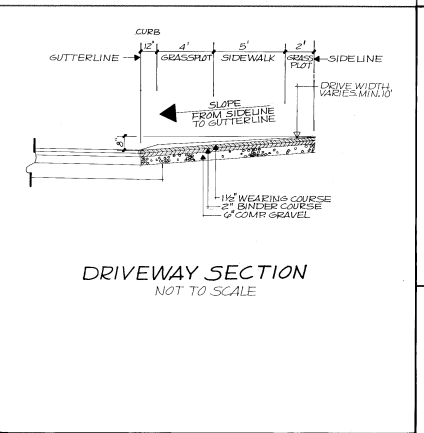 CURB
12' 4' 5' 2'
GUTTERLINE GRASSPLOT SIDEWALK GRASS PLOT SIDELINE
DRIVE WIDTH
VARIES. MIN. 10'
SLOPE
FROM SIDELINE
TO GUTTERLINE
8"
1½" WEARING COURSE
2" BINDER COURSE
6" COMP. GRAVEL
DRIVEWAY SECTION
NOT TO SCALE